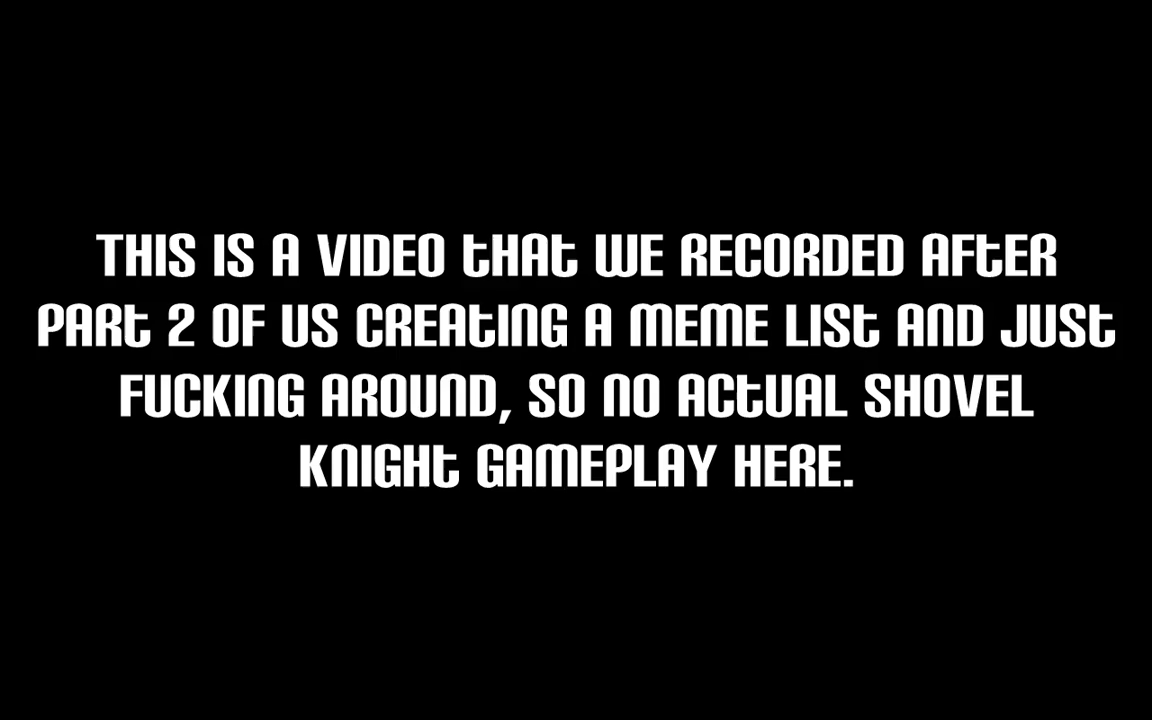 THIS IS A VIDEO THAT WE RECORDED AFTER
PART 2 OF US CREATING A MEME LIST AND JUST
FUCKING AROUND, SO NO ACTUAL SHOVEL
KNIGHT GAMEPLAY HERE.